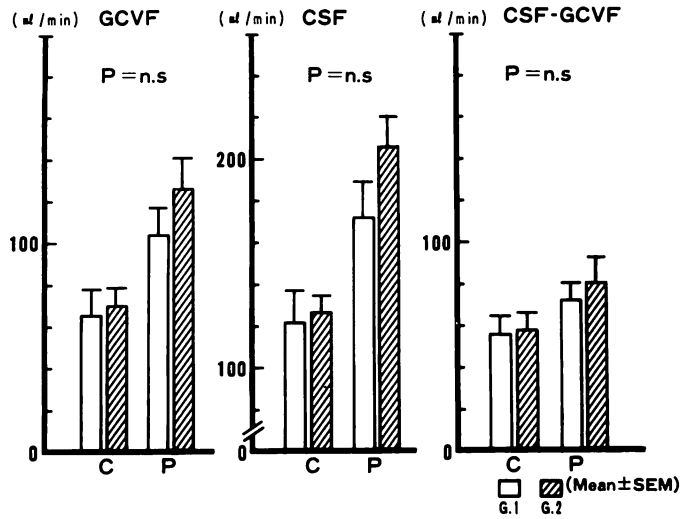 (ml/min) GCVF
P = n.s
100
0
C P
(ml/min) CSF
P = n.s
200
100
0
C P
(ml/min) CSF-GCVF
P = n.s
100
0
C P
G.1 G.2 (Mean±SEM)